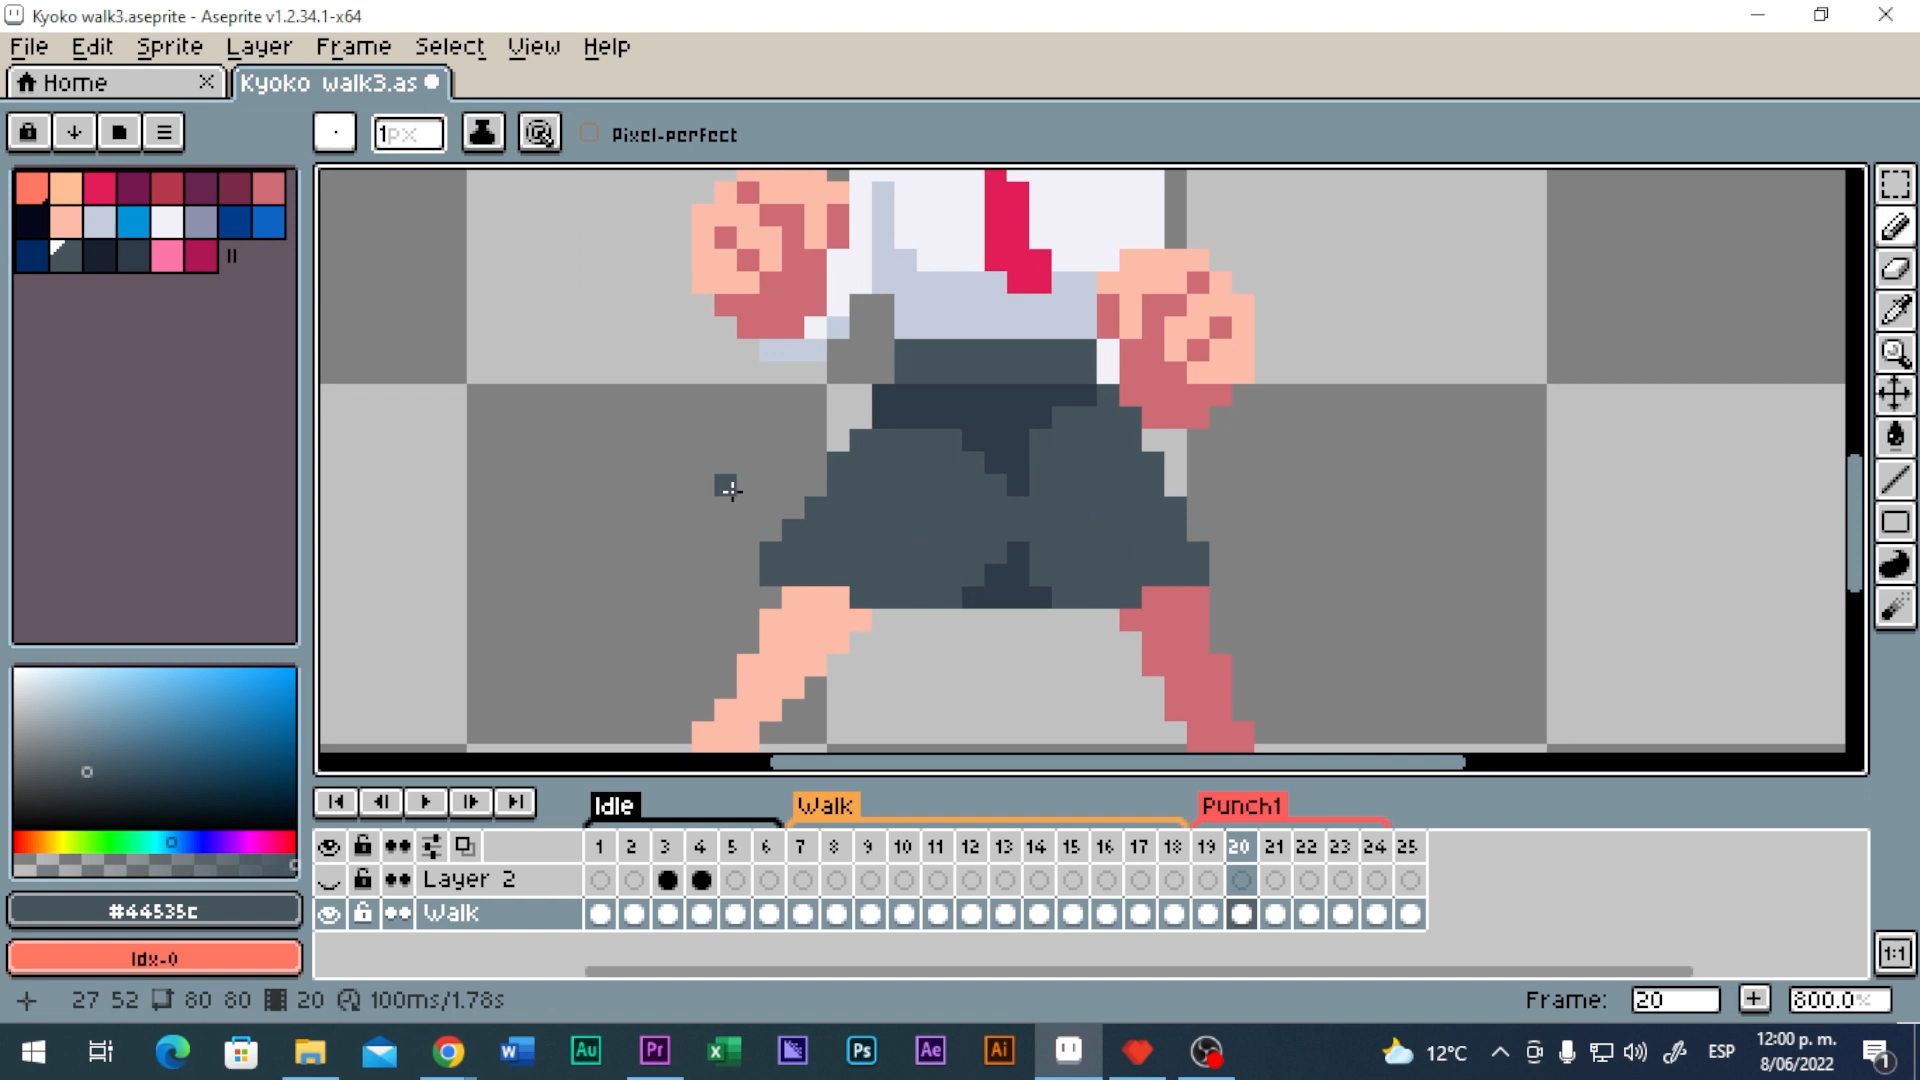 Kyoko walk3.aseprite - Aseprite v1.2.34.1-x64
File Edit Sprite Layer Frame Select View Help
Home
Kyoko walk3.as
1px
Pixel-perfect
Idle
Walk
Punch1
1 2 3 4 5 6 7 8 9 10 11 12 13 14 15 16 17 18 19 20 21 22 23 24 25
Layer 2
#44535c
Walk
Idx-0
1:1
27 52 80 80 20 100ms/1.78s
Frame: 20
800.0%
12°C
ESP
12:00 p. m.
8/06/2022
1